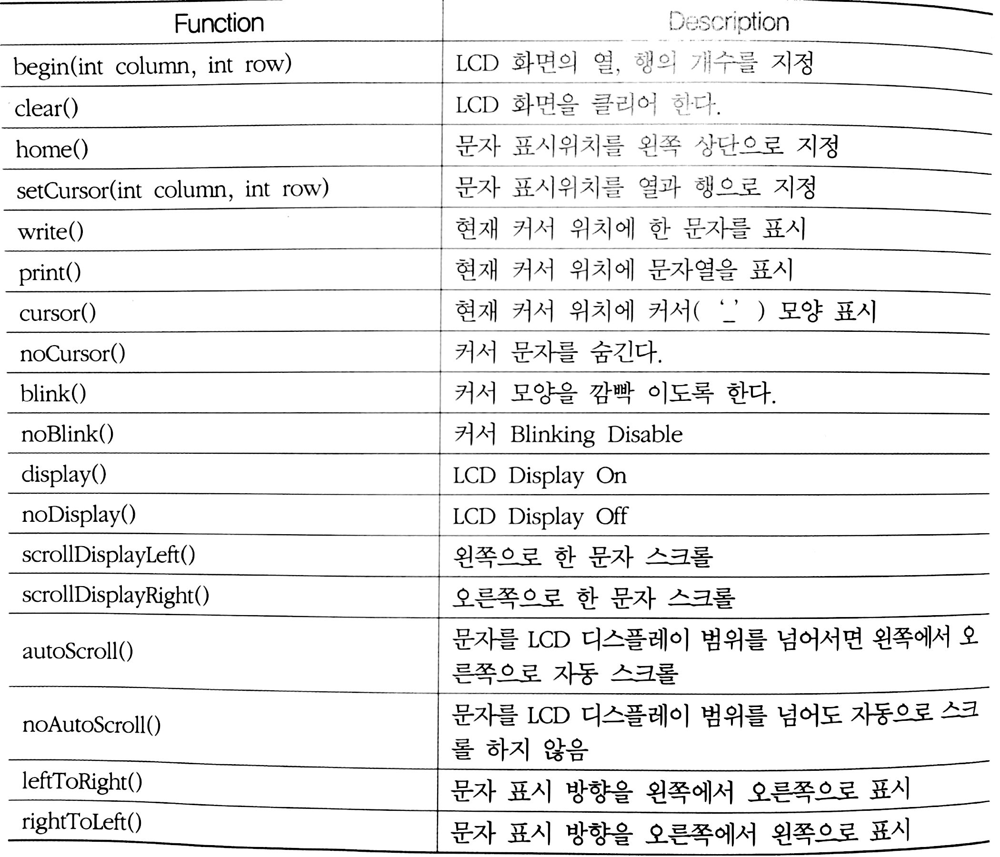 Function Description
begin(int column, int row) LCD 화면의 열, 행의 개수를 지정
clear() LCD 화면을 클리어 한다.
home() 문자 표시위치를 왼쪽 상단으로 지정
setCursor(int column, int row) 문자 표시위치를 열과 행으로 지정
write() 현재 커서 위치에 한 문자를 표시
print() 현재 커서 위치에 문자열을 표시
cursor() 현재 커서 위치에 커서( ‘_’ ) 모양 표시
noCursor() 커서 문자를 숨긴다.
blink() 커서 모양을 깜빡 이도록 한다.
noBlink() 커서 Blinking Disable
display() LCD Display On
noDisplay() LCD Display Off
scrollDisplayLeft() 왼쪽으로 한 문자 스크롤
scrollDisplayRight() 오른쪽으로 한 문자 스크롤
autoScroll() 문자를 LCD 디스플레이 범위를 넘어서면 왼쪽에서 오
른쪽으로 자동 스크롤
noAutoScroll() 문자를 LCD 디스플레이 범위를 넘어도 자동으로 스크
롤 하지 않음
leftToRight() 문자 표시 방향을 왼쪽에서 오른쪽으로 표시
rightToLeft() 문자 표시 방향을 오른쪽에서 왼쪽으로 표시